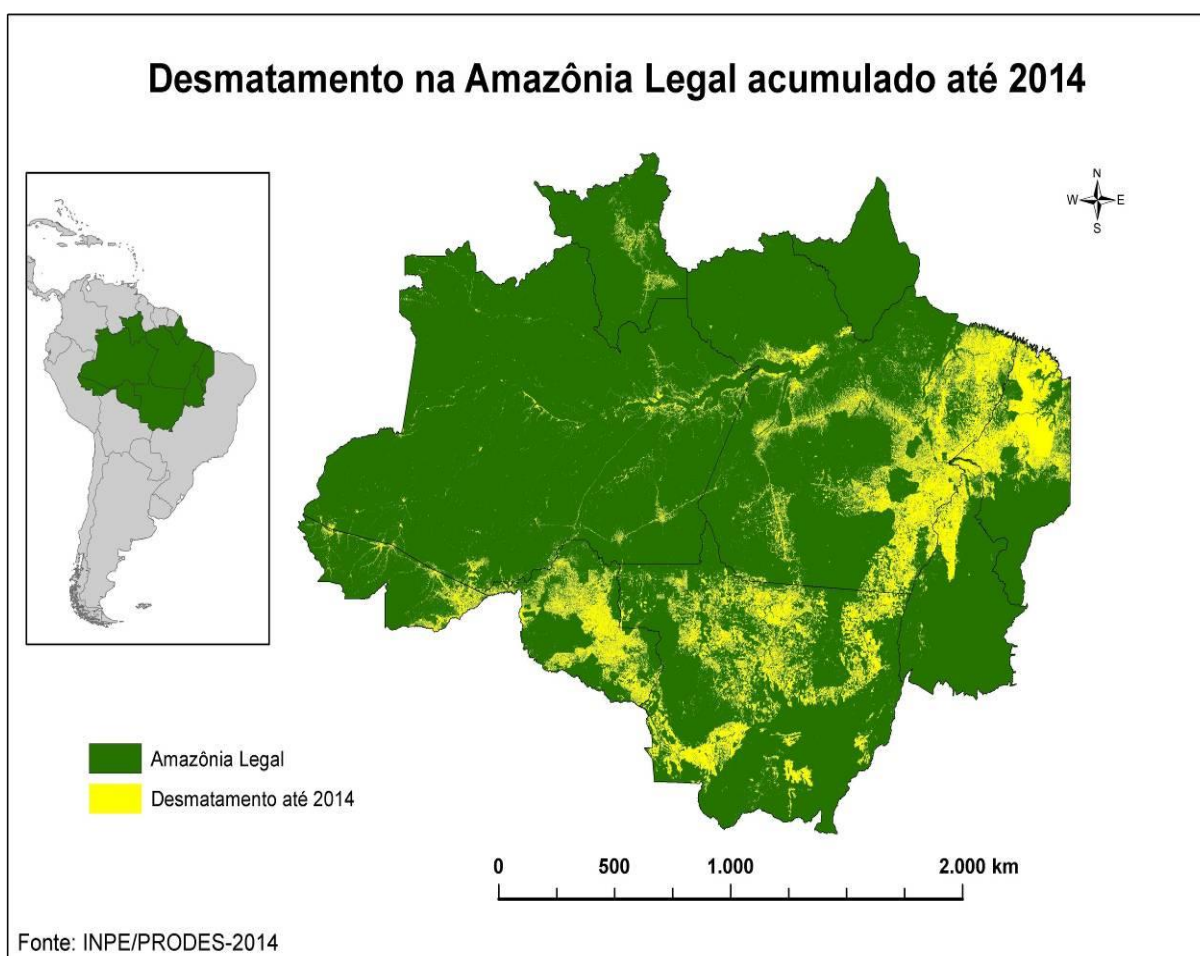 Desmatamento na Amazônia Legal acumulado até 2014
N
W E
S
Amazônia Legal
Desmatamento até 2014
0 500 1.000 2.000 km
Fonte: INPE/PRODES-2014